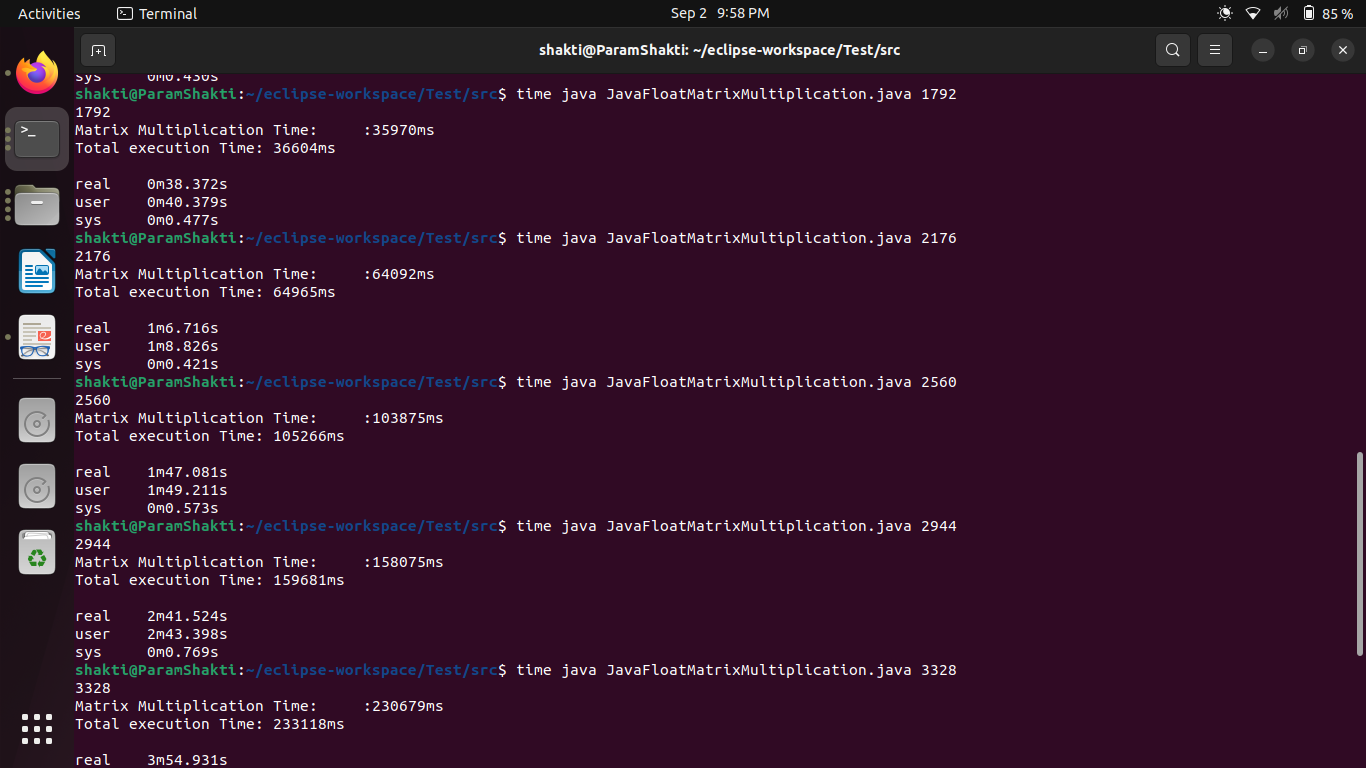 Activities Terminal Sep 2 9:58 PM 85 %
shakti@ParamShakti: ~/eclipse-workspace/Test/src
sys 0m0.430s
shakti@ParamShakti:~/eclipse-workspace/Test/src$ time java JavaFloatMatrixMultiplication.java 1792
1792
Matrix Multiplication Time: :35970ms
Total execution Time: 36604ms
real 0m38.372s
user 0m40.379s
sys 0m0.477s
shakti@ParamShakti:~/eclipse-workspace/Test/src$ time java JavaFloatMatrixMultiplication.java 2176
2176
Matrix Multiplication Time: :64092ms
Total execution Time: 64965ms
real 1m6.716s
user 1m8.826s
sys 0m0.421s
shakti@ParamShakti:~/eclipse-workspace/Test/src$ time java JavaFloatMatrixMultiplication.java 2560
2560
Matrix Multiplication Time: :103875ms
Total execution Time: 105266ms
real 1m47.081s
user 1m49.211s
sys 0m0.573s
shakti@ParamShakti:~/eclipse-workspace/Test/src$ time java JavaFloatMatrixMultiplication.java 2944
2944
Matrix Multiplication Time: :158075ms
Total execution Time: 159681ms
real 2m41.524s
user 2m43.398s
sys 0m0.769s
shakti@ParamShakti:~/eclipse-workspace/Test/src$ time java JavaFloatMatrixMultiplication.java 3328
3328
Matrix Multiplication Time: :230679ms
Total execution Time: 233118ms
real 3m54.931s